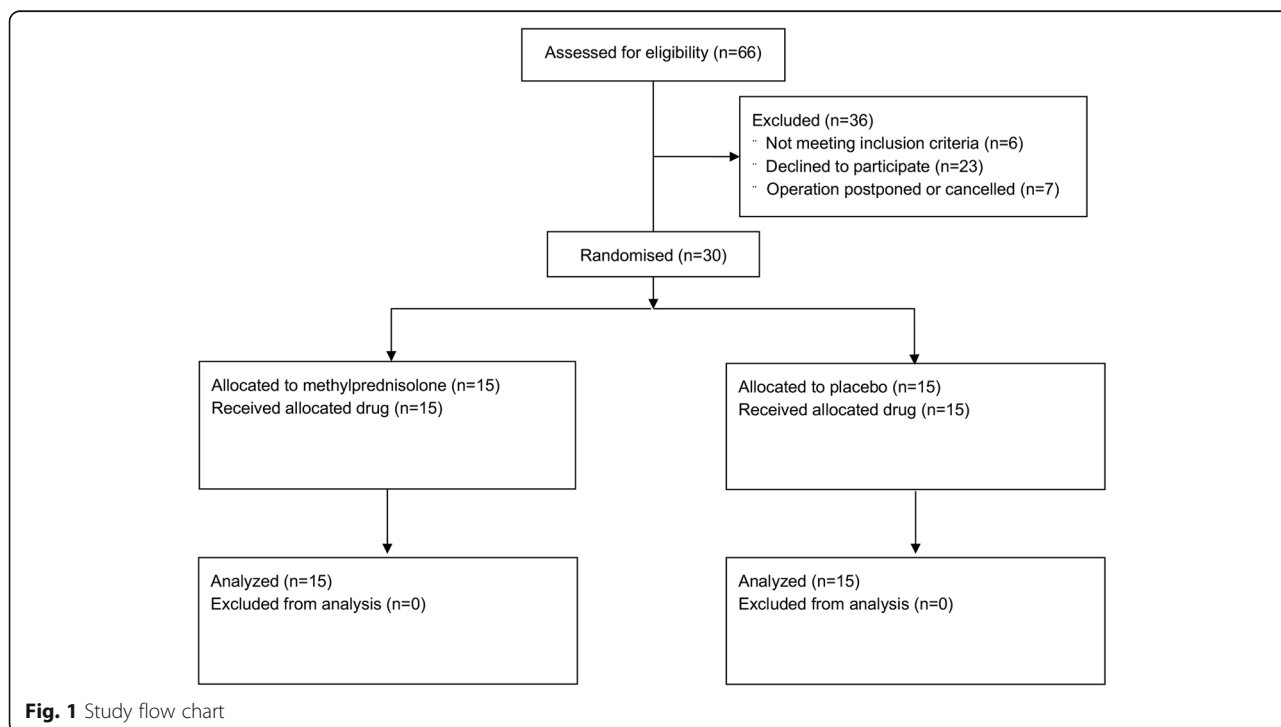 Assessed for eligibility (n=66)
Excluded (n=36)
¨ Not meeting inclusion criteria (n=6)
¨ Declined to participate (n=23)
¨ Operation postponed or cancelled (n=7)
Randomised (n=30)
Allocated to methylprednisolone (n=15)
Received allocated drug (n=15)
Allocated to placebo (n=15)
Received allocated drug (n=15)
Analyzed (n=15)
Excluded from analysis (n=0)
Analyzed (n=15)
Excluded from analysis (n=0)
Fig. 1 Study flow chart